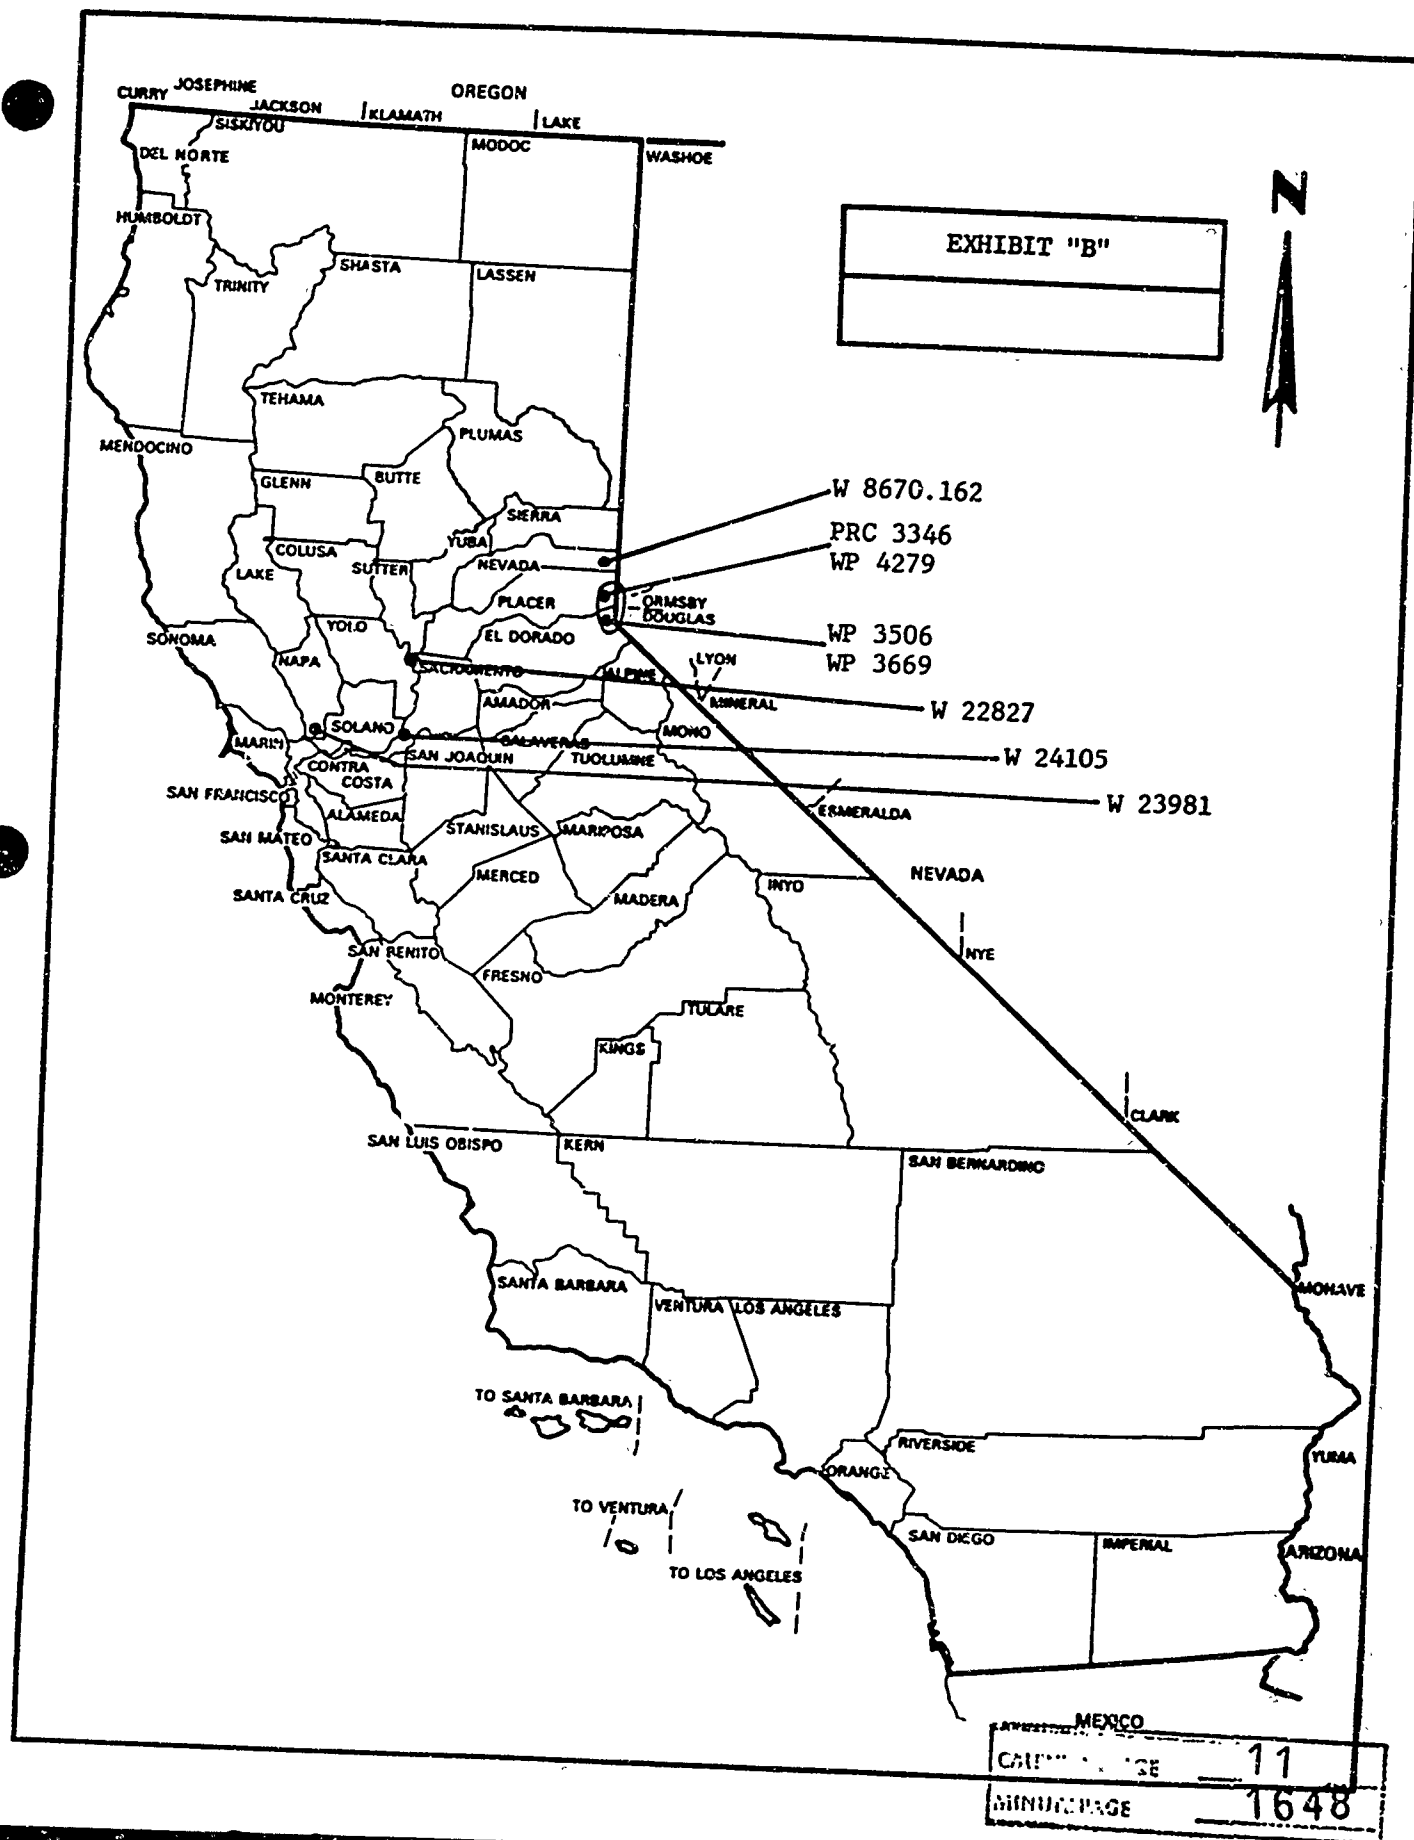 JOSEPHINE
CURRY
OREGON
JACKSON
KLAMATH
LAKE
SISKIYOU
MODOC
WASHOE
DEL NORTE
N
HUMBOLDT
EXHIBIT "B"
SHASTA
LASSEN
TRINITY
TEHAMA
PLUMAS
MENDOCINO
BUTTE
GLENN
W 8670.162
SIERRA
PRC 3346
YUBA
COLUSA
WP 4279
NEVADA
SUTTER
LAKE
PLACER
ORMSBY
DOUGLAS
YOLO
WP 3506
EL DORADO
SONOMA
NAPA
LYON
WP 3669
SACRAMENTO
ALPINE
AMADOR
MINERAL
W 22827
SOLANO
MONO
MARIN
CALAVERAS
SAN JOAQUIN
TUOLUMNE
W 24105
CONTRA
COSTA
SAN FRANCISCO
W 23981
ALAMEDA
ESMERALDA
STANISLAUS
MARIPOSA
SAN MATEO
SANTA CLARA
MERCED
NEVADA
INYO
SANTA CRUZ
MADERA
SAN BENITO
NYE
FRESNO
MONTEREY
TULARE
KINGS
CLARK
SAN LUIS OBISPO
KERN
SAN BERNARDINO
SANTA BARBARA
MOHAVE
VENTURA
LOS ANGELES
TO SANTA BARBARA
RIVERSIDE
YUMA
ORANGE
TO VENTURA
SAN DIEGO
IMPERIAL
ARIZONA
TO LOS ANGELES
MEXICO
11
MINUTE PAGE 1648